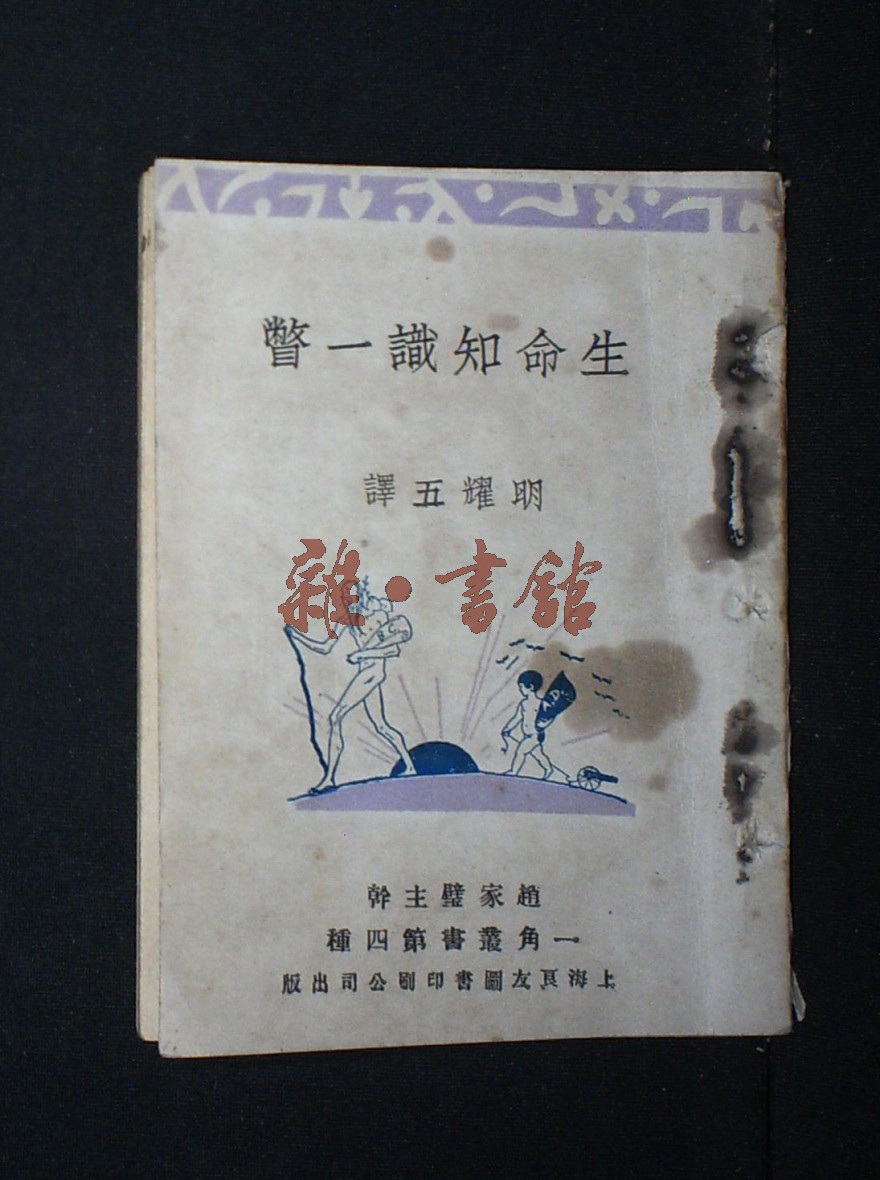 生命知識一瞥
明耀五譯
雜·書館
趙家璧主幹
一角叢書第四種
上海良友圖書印刷公司出版